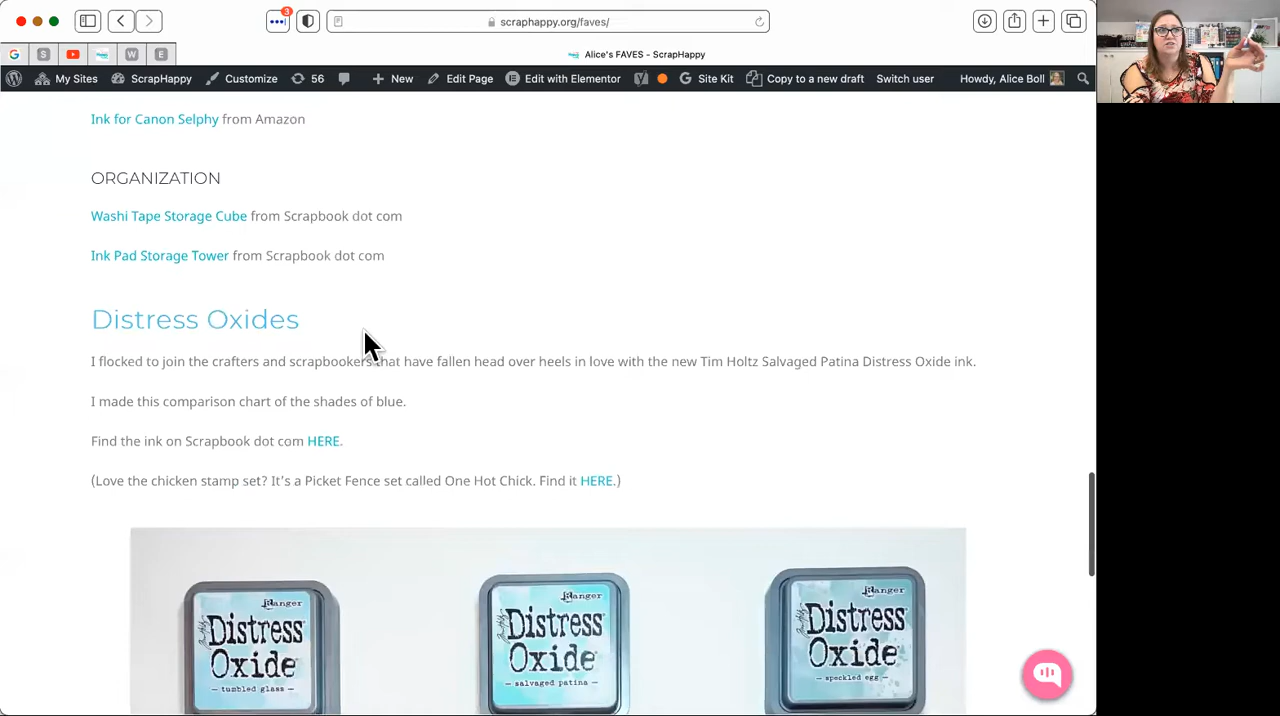 3
scraphappy.org/faves/
G
S
W
E
Alice's FAVES - ScrapHappy
My Sites
ScrapHappy
Customize
56
New
Edit Page
Edit with Elementor
Site Kit
Copy to a new draft
Switch user
Howdy, Alice Boll
Ink for Canon Selphy from Amazon
ORGANIZATION
Washi Tape Storage Cube from Scrapbook dot com
Ink Pad Storage Tower from Scrapbook dot com
Distress Oxides
I flocked to join the crafters and scrapbookers that have fallen head over heels in love with the new Tim Holtz Salvaged Patina Distress Oxide ink.
I made this comparison chart of the shades of blue.
Find the ink on Scrapbook dot com HERE.
(Love the chicken stamp set? It's a Picket Fence set called One Hot Chick. Find it HERE.)
Ranger
Distress
Oxide
— tumbled glass —
Ranger
Distress
Oxide
— salvaged patina —
Ranger
Distress
Oxide
— speckled egg —